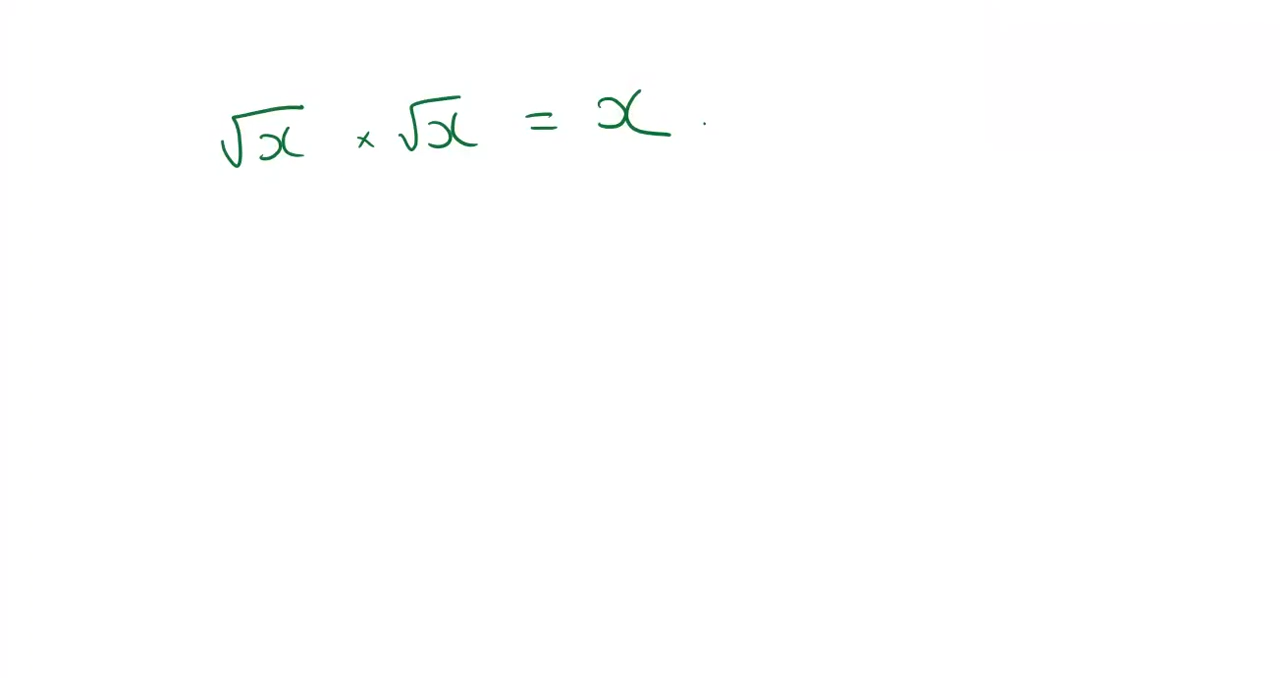 √x × √x = x .